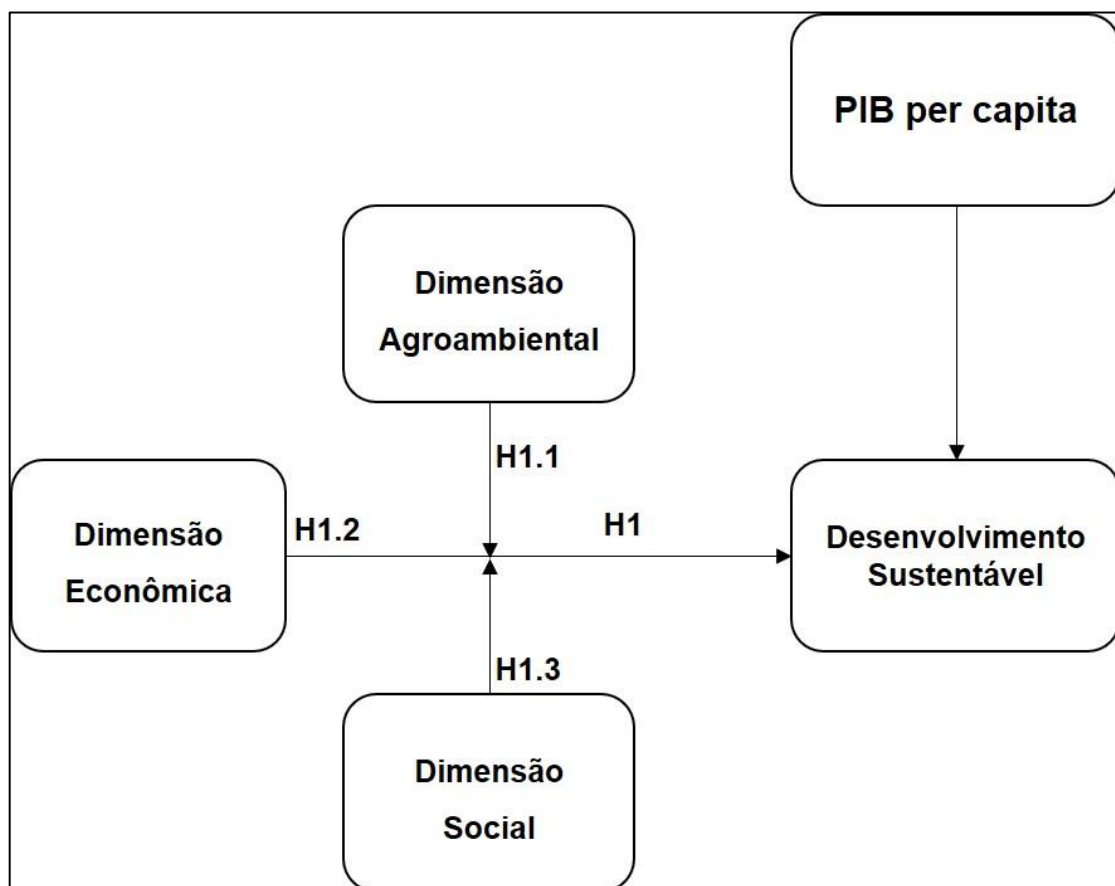 PIB per capita
Dimensão
Agroambiental
H1.1
Dimensão
Econômica
H1.2
H1
Desenvolvimento
Sustentável
H1.3
Dimensão
Social